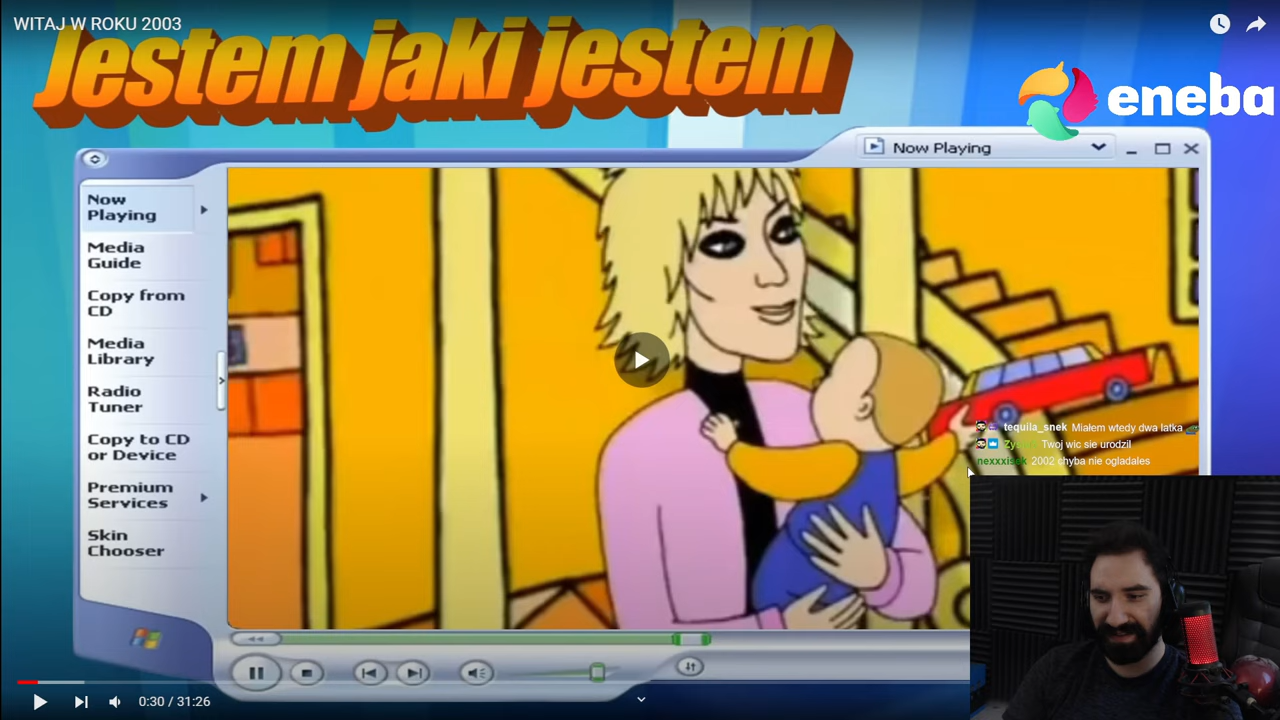 WITAJ W ROKU 2003
Jestem jaki jestem
eneba
Now Playing
Now
Playing
Media
Guide
Copy from
CD
Media
Library
Radio
Tuner
Copy to CD
or Device
Premium
Services
Skin
Chooser
tequila_snek Miałem wtedy dwa latka
Twoj wic sie urodzil
2002 chyba nie ogladales
0:30 / 31:26